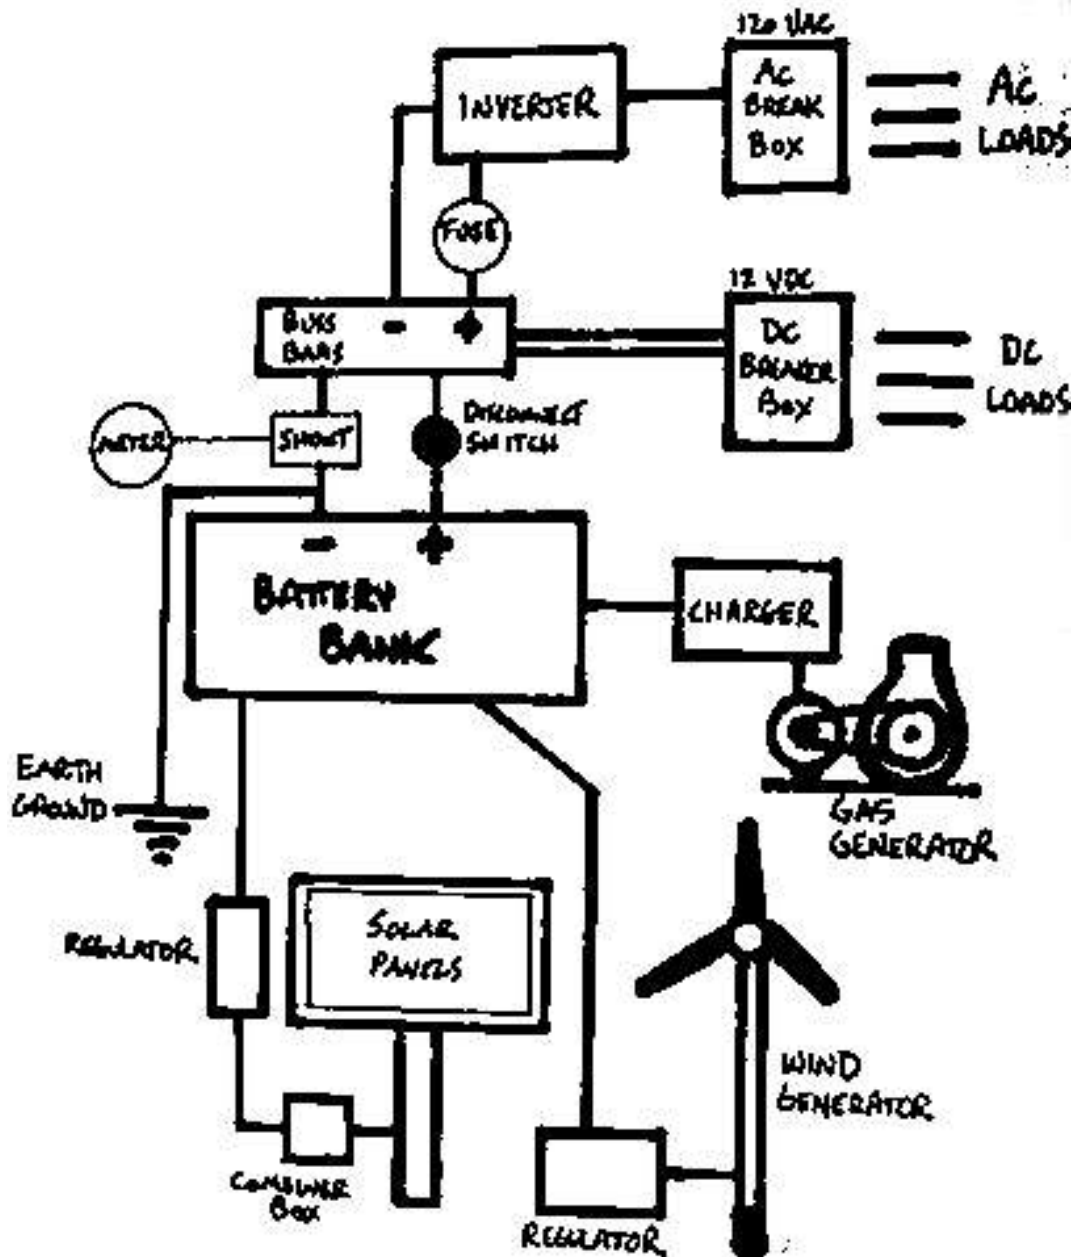 120 VAC
INVERTER
AC
BREAK
BOX
AC
LOADS
FUSE
12 VDC
BUSS
BARS
-
+
DC
BREAKER
BOX
DC
LOADS
METER
SHUNT
DISCONNECT
SWITCH
-
+
BATTERY
BANK
CHARGER
EARTH
GROUND
GAS
GENERATOR
REGULATOR
SOLAR
PANELS
WIND
GENERATOR
COMBINER
BOX
REGULATOR